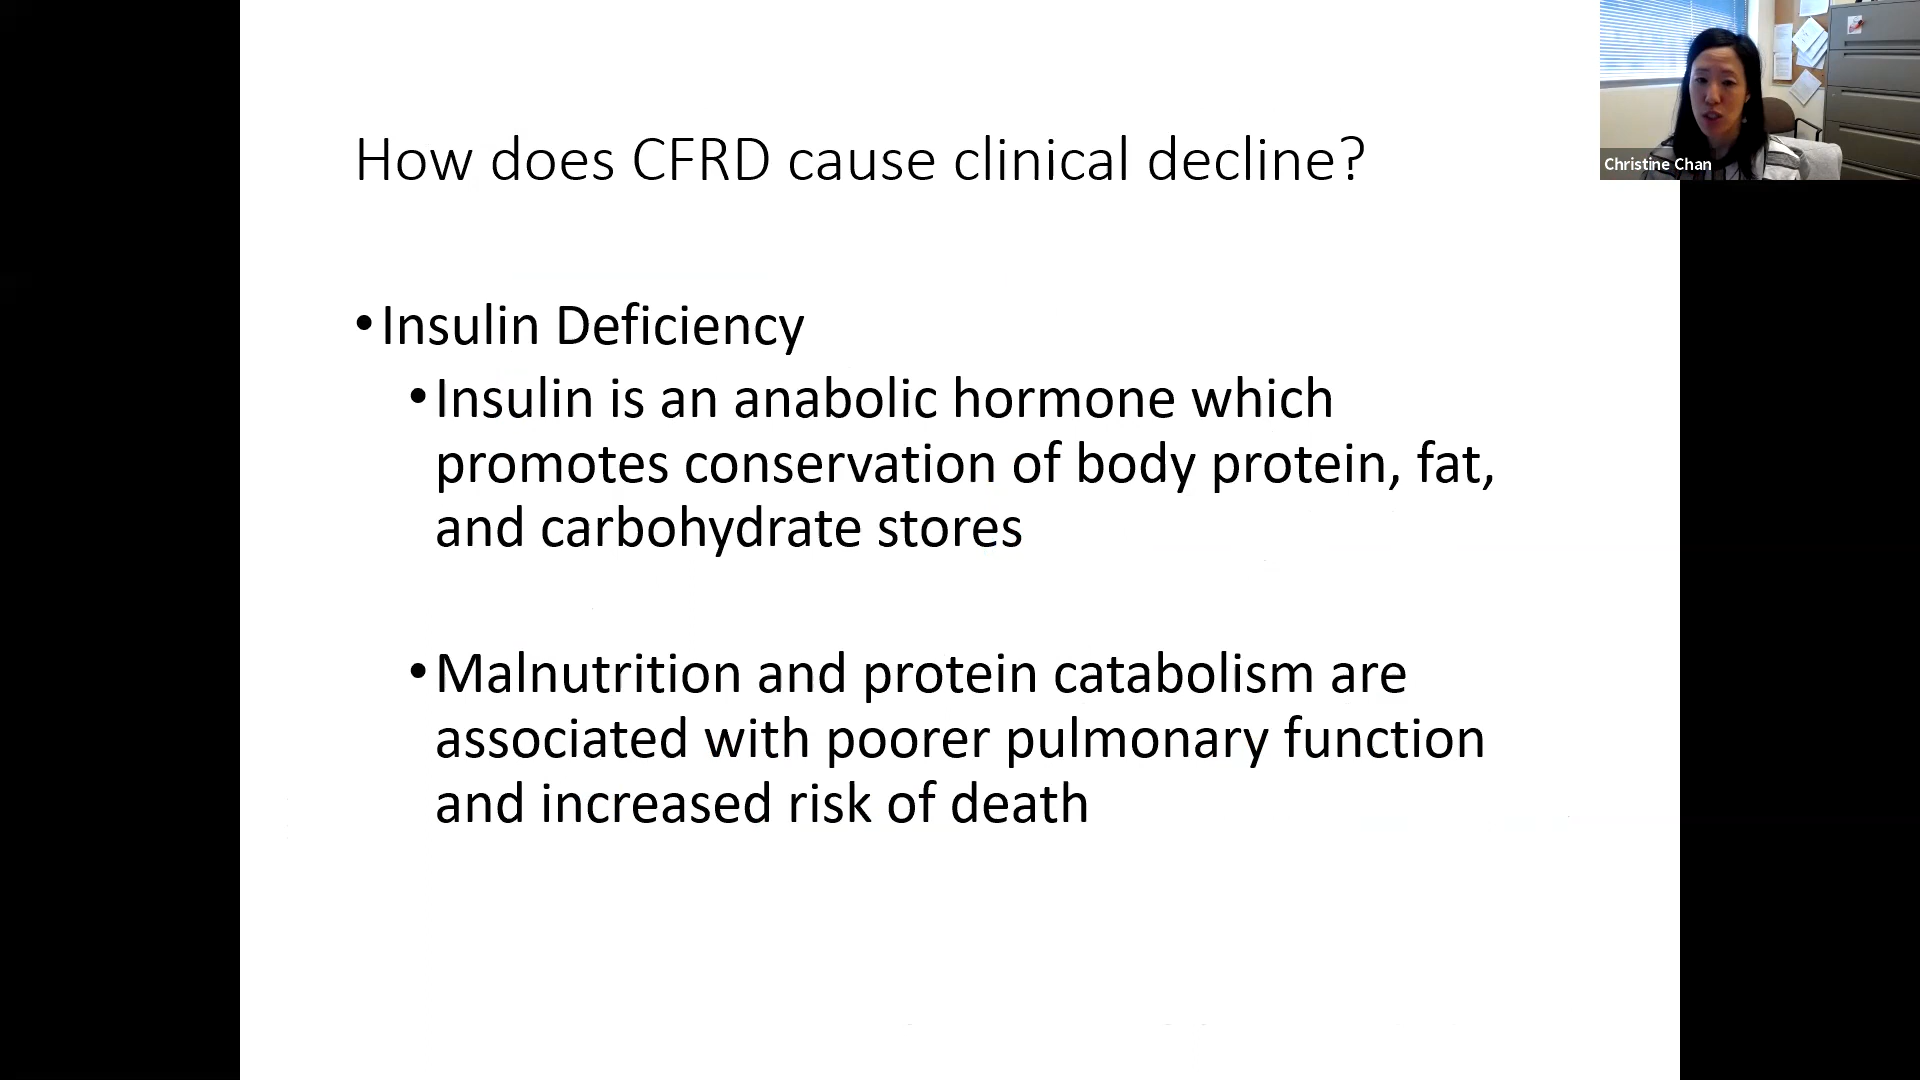 How does CFRD cause clinical decline?
Christine Chan
•Insulin Deficiency
•Insulin is an anabolic hormone which
promotes conservation of body protein, fat,
and carbohydrate stores
•Malnutrition and protein catabolism are
associated with poorer pulmonary function
and increased risk of death